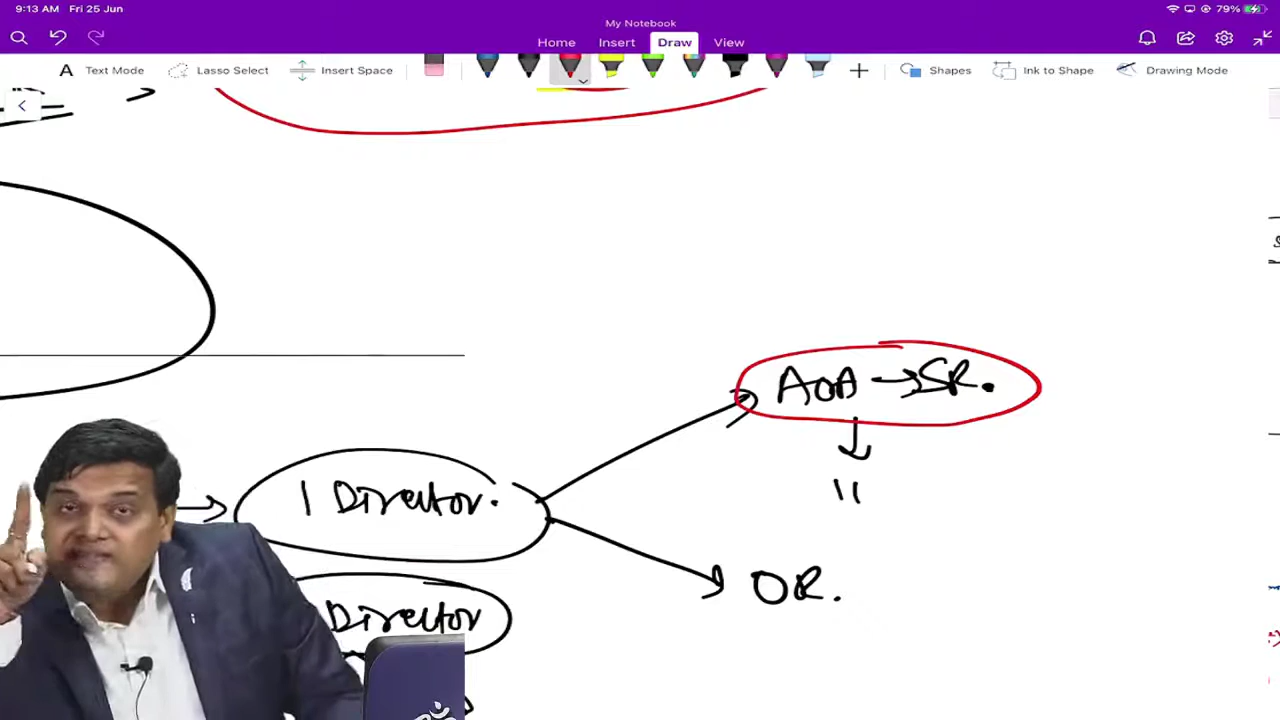 9:13 AM Fri 25 Jun
79%
My Notebook
Home Insert Draw View
Text Mode Lasso Select Insert Space Shapes Ink to Shape Drawing Mode
AOA → SR.
↓
11
1 Director.
OR.
Director